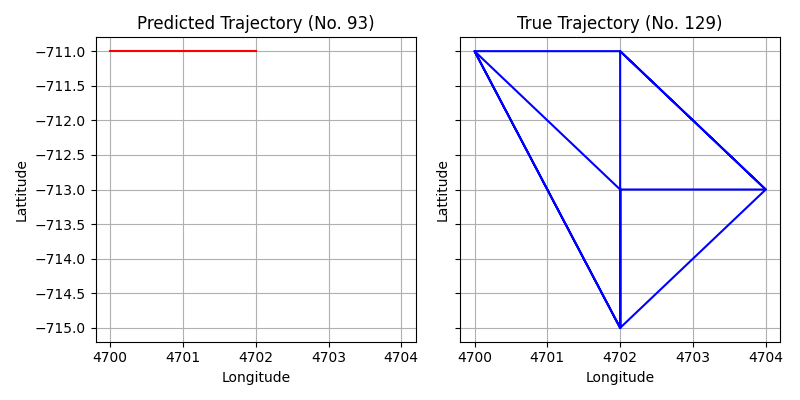 Predicted Trajectory (No. 93)
True Trajectory (No. 129)
−711.0
−711.5
−712.0
−712.5
−713.0
−713.5
−714.0
−714.5
−715.0
Lattitude
Lattitude
4700 4701 4702 4703 4704
4700 4701 4702 4703 4704
Longitude
Longitude